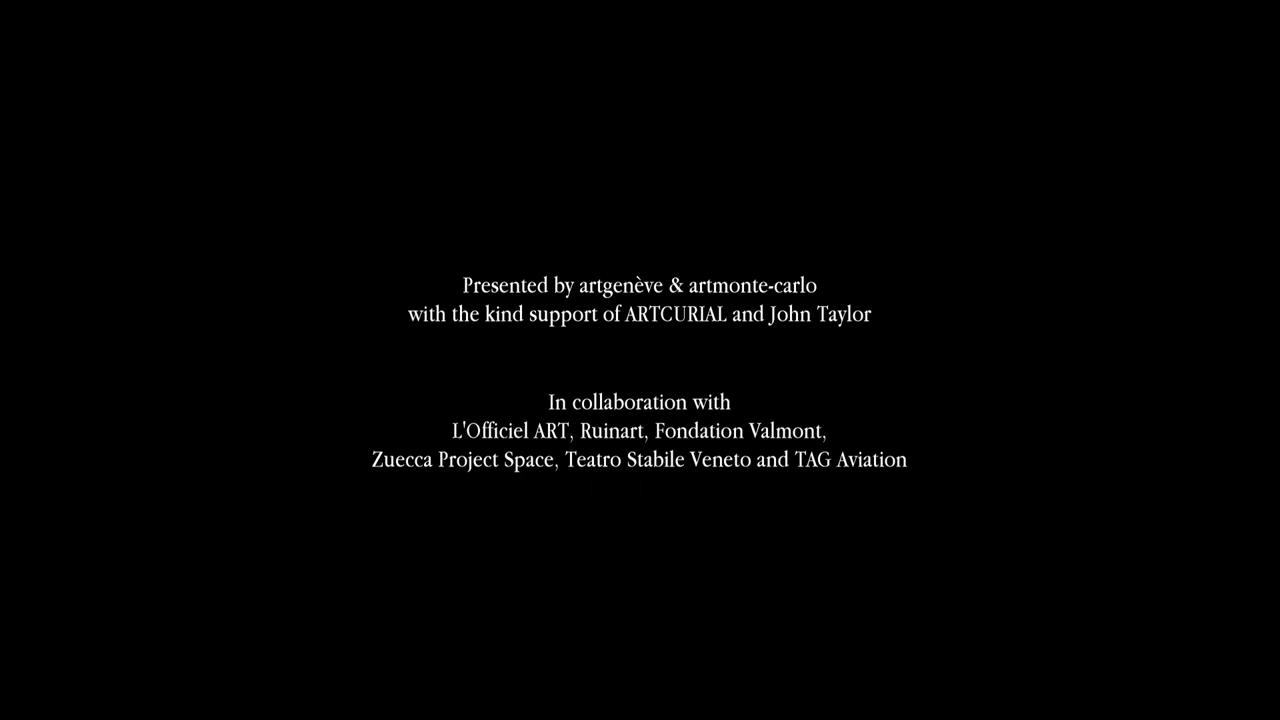 Presented by artgenève & artmonte-carlo
with the kind support of ARTCURIAL and John Taylor
In collaboration with
L'Officiel ART, Ruinart, Fondation Valmont,
Zuecca Project Space, Teatro Stabile Veneto and TAG Aviation